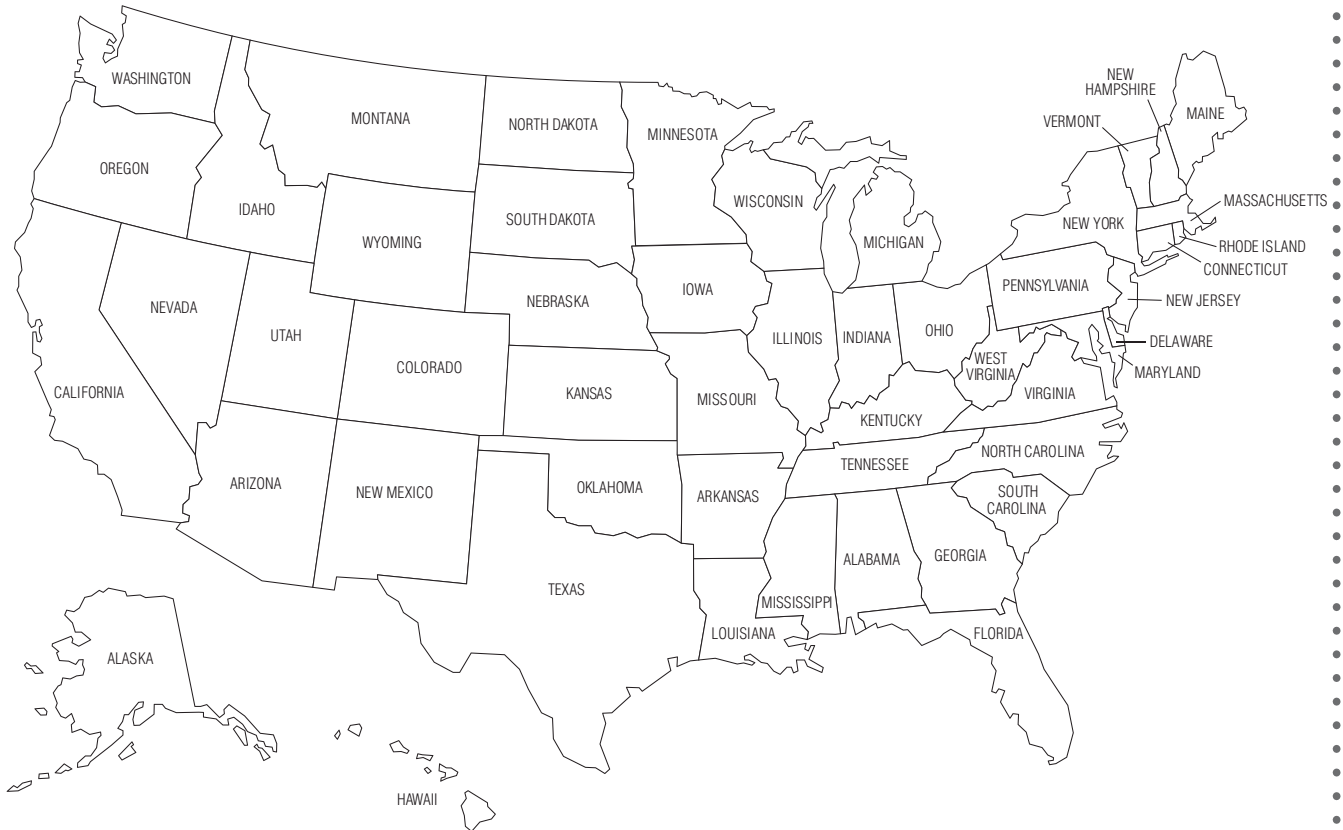 WASHINGTON
MONTANA
NORTH DAKOTA
MINNESOTA
NEW
HAMPSHIRE
VERMONT
MAINE
OREGON
IDAHO
WYOMING
SOUTH DAKOTA
WISCONSIN
MICHIGAN
NEW YORK
MASSACHUSETTS
RHODE ISLAND
CONNECTICUT
NEVADA
UTAH
COLORADO
NEBRASKA
IOWA
ILLINOIS
INDIANA
OHIO
PENNSYLVANIA
NEW JERSEY
DELAWARE
MARYLAND
CALIFORNIA
KANSAS
MISSOURI
KENTUCKY
WEST
VIRGINIA
VIRGINIA
ARIZONA
NEW MEXICO
OKLAHOMA
ARKANSAS
TENNESSEE
NORTH CAROLINA
SOUTH
CAROLINA
TEXAS
LOUISIANA
MISSISSIPPI
ALABAMA
GEORGIA
FLORIDA
ALASKA
HAWAII